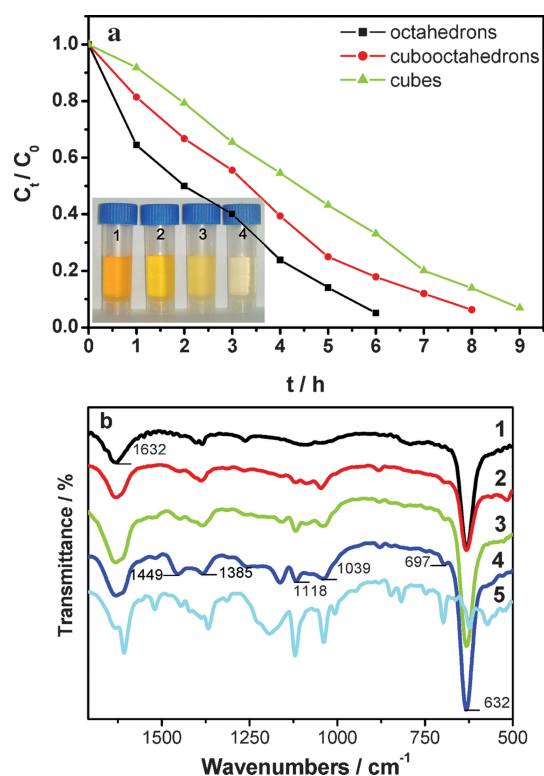 a
octahedrons
cubooctahedrons
cubes
1.0
0.8
0.6
0.4
0.2
0.0
C_t / C_0
1 2 3 4
0 1 2 3 4 5 6 7 8 9
t / h
b
1632
1
2
3
4
5
1449
1385
1118
1039
697
632
Transmittance / %
1500 1250 1000 750 500
Wavenumbers / cm⁻¹